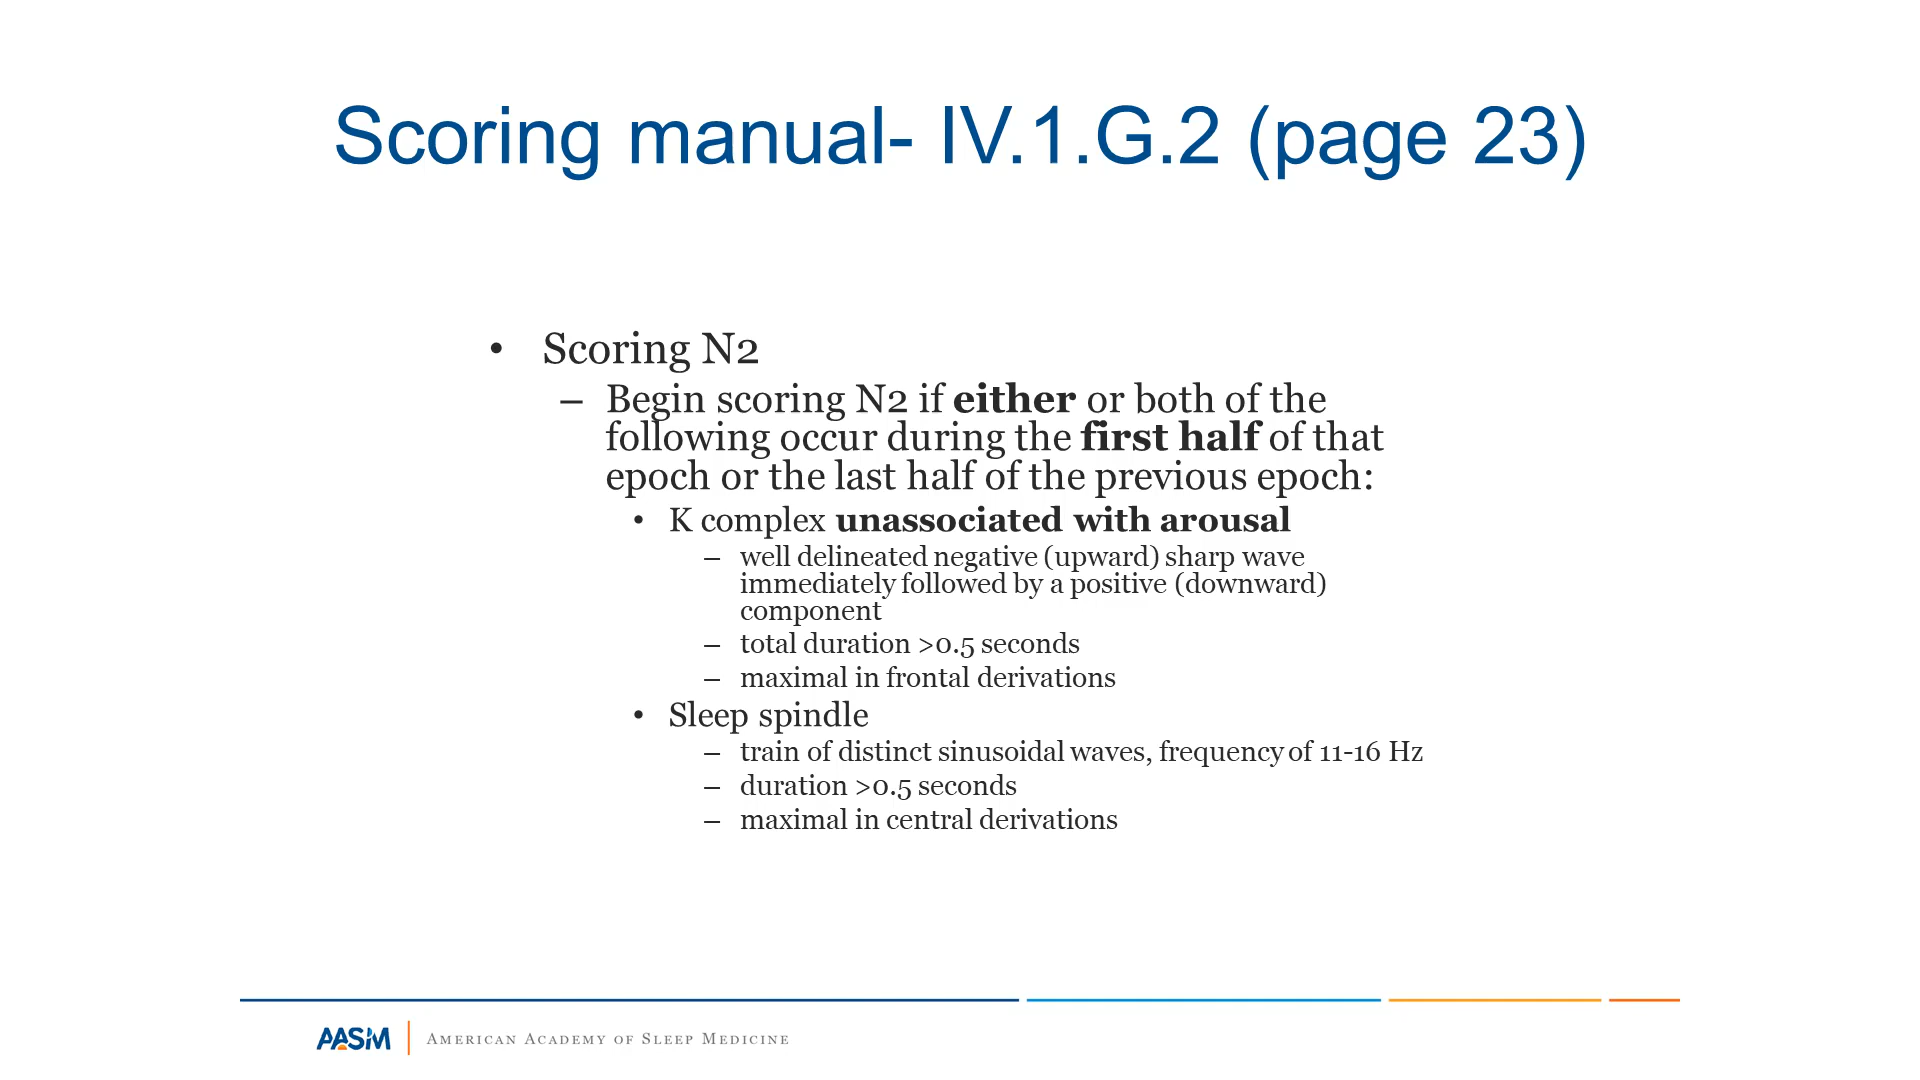 Scoring manual- IV.1.G.2 (page 23)
• Scoring N2
– Begin scoring N2 if either or both of the
following occur during the first half of that
epoch or the last half of the previous epoch:
• K complex unassociated with arousal
– well delineated negative (upward) sharp wave
immediately followed by a positive (downward)
component
– total duration >0.5 seconds
– maximal in frontal derivations
• Sleep spindle
– train of distinct sinusoidal waves, frequency of 11-16 Hz
– duration >0.5 seconds
– maximal in central derivations
AASM | American Academy of Sleep Medicine